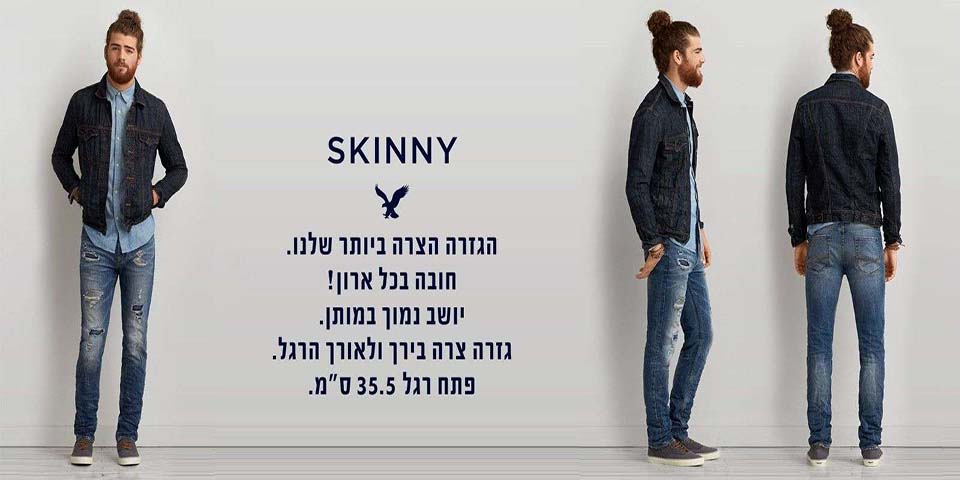 SKINNY
הגזרה הצרה ביותר שלנו.
חובה בכל ארון!
יושב נמוך במותן.
גזרה צרה בירך ולאורך הרגל.
פתח רגל 35.5 ס"מ.